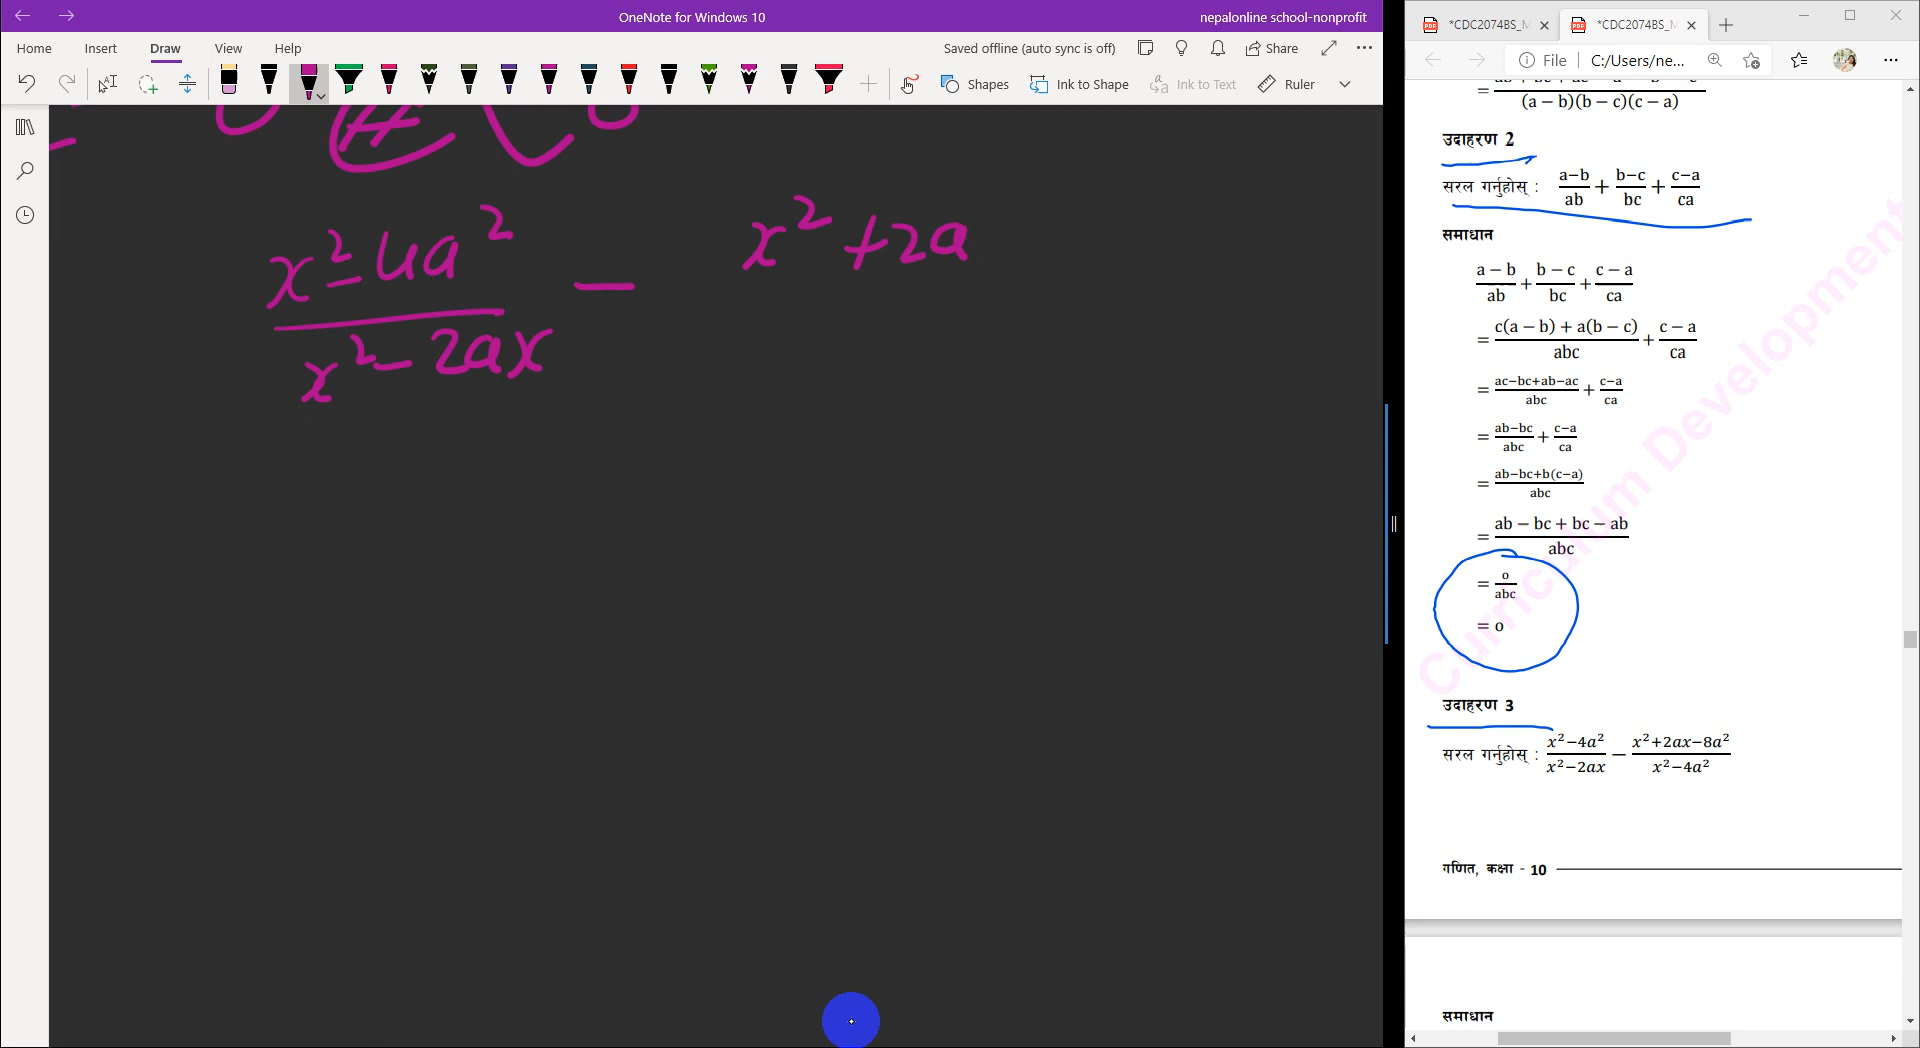 OneNote for Windows 10
nepalonline school-nonprofit
Home Insert Draw View Help
Saved offline (auto sync is off) Share
Shapes Ink to Shape Ink to Text Ruler
x² - 4a² / x² - 2ax - x² + 2a
*CDC2074BS_M *CDC2074BS_M
File C:/Users/ne...
= / (a − b)(b − c)(c − a)
उदाहरण 2
सरल गर्नुहोस् : a−b/ab + b−c/bc + c−a/ca
समाधान
a − b/ab + b − c/bc + c − a/ca
= c(a − b) + a(b − c)/abc + c − a/ca
= ac−bc+ab−ac/abc + c−a/ca
= ab−bc/abc + c−a/ca
= ab−bc+b(c−a)/abc
= ab − bc + bc − ab/abc
= o/abc
= o
उदाहरण 3
सरल गर्नुहोस् : x²−4a²/x²−2ax − x²+2ax−8a²/x²−4a²
गणित, कक्षा - 10
समाधान
Curriculum Development